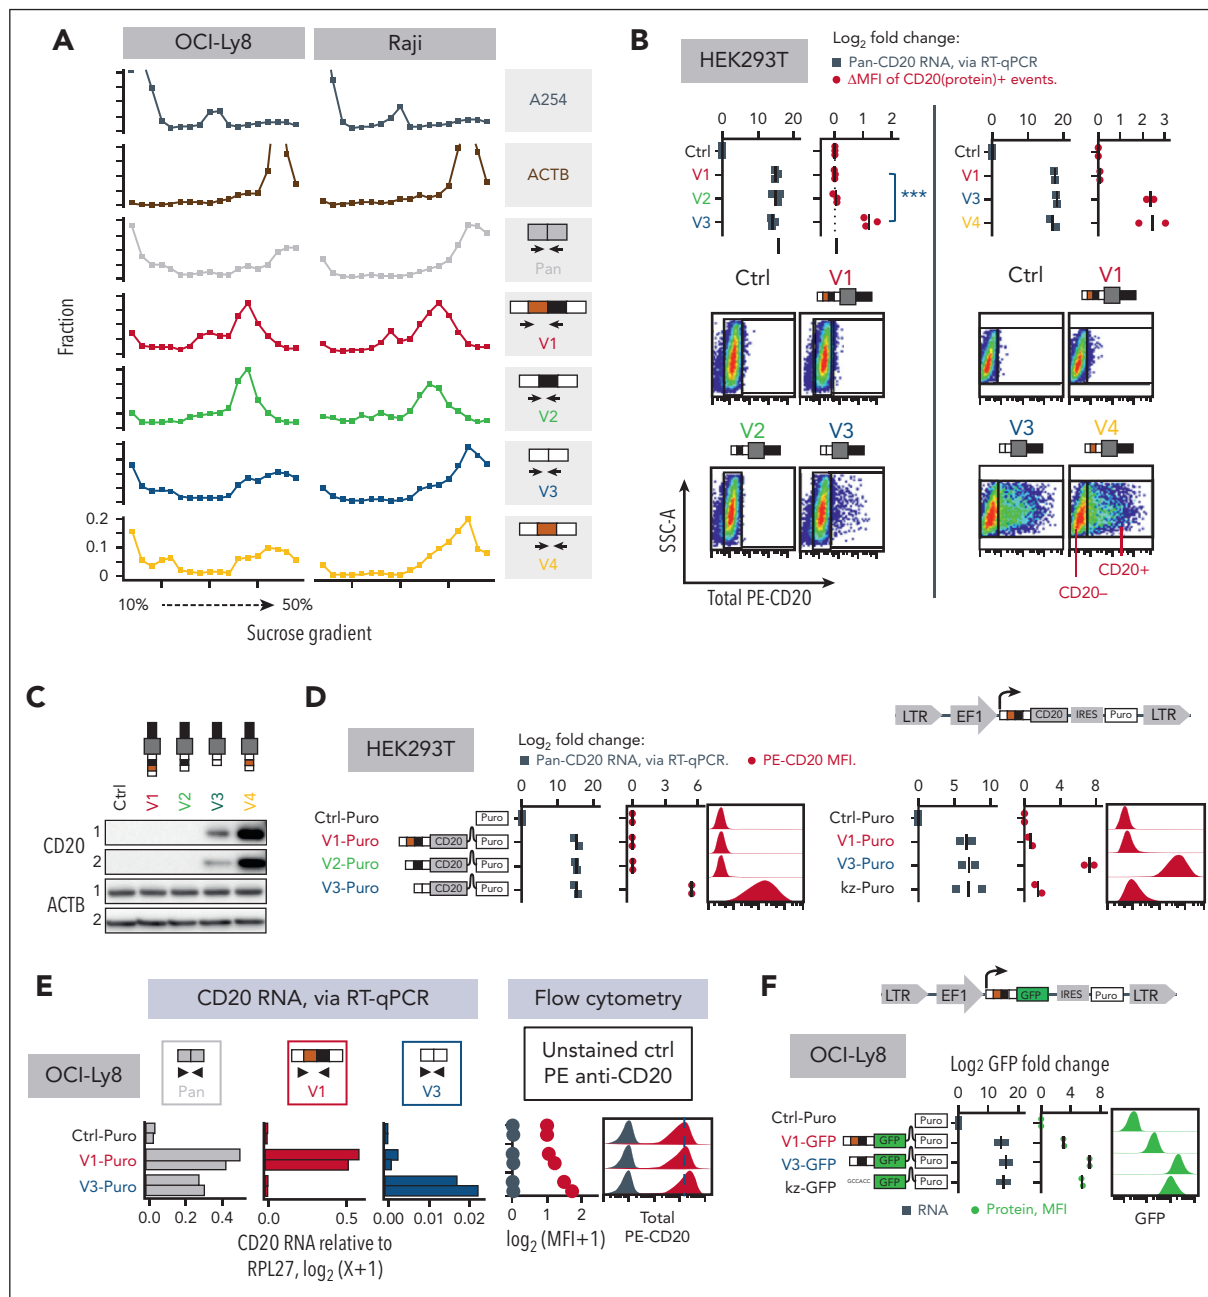 A
OCI-Ly8
Raji
A254
ACTB
Pan
V1
V2
V3
V4
Fraction
0.2
0.1
0
10%
50%
Sucrose gradient
B
HEK293T
Log2 fold change:
Pan-CD20 RNA, via RT-qPCR
ΔMFI of CD20(protein)+ events.
0 10 20
0 1 2
Ctrl
V1
V2
V3
***
0 10 20
0 1 2 3
Ctrl
V1
V3
V4
Ctrl
V1
V2
V3
Ctrl
V1
V3
V4
SSC-A
Total PE-CD20
CD20+
CD20–
C
Ctrl
V1
V2
V3
V4
CD20
1
2
ACTB
1
2
D
HEK293T
Log2 fold change:
Pan-CD20 RNA, via RT-qPCR.
PE-CD20 MFI.
0 10 20
0 3 6
Ctrl-Puro
Puro
V1-Puro
CD20
Puro
V2-Puro
CD20
Puro
V3-Puro
CD20
Puro
LTR
EF1
CD20
IRES
Puro
LTR
0 5 10
0 4 8
Ctrl-Puro
V1-Puro
V3-Puro
kz-Puro
E
CD20 RNA, via RT-qPCR
Flow cytometry
OCI-Ly8
Pan
V1
V3
Unstained ctrl
PE anti-CD20
Ctrl-Puro
V1-Puro
V3-Puro
0.0 0.2 0.4
0.0 0.5
0.00 0.01 0.02
0 1 2
CD20 RNA relative to
RPL27, log2 (X+1)
log2 (MFI+1)
Total
PE-CD20
F
LTR
EF1
GFP
IRES
Puro
LTR
OCI-Ly8
Log2 GFP fold change
0 10 20
0 4 8
Ctrl-Puro
Puro
V1-GFP
GFP
Puro
V3-GFP
GFP
Puro
kz-GFP
GCCACC
GFP
Puro
RNA
Protein, MFI
GFP